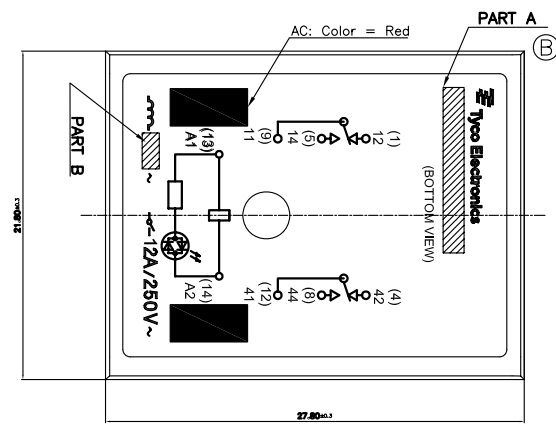 PART A
B
AC: Color = Red
Tyco Electronics
(BOTTOM VIEW)
11
(9)
14
(5)
12
(1)
A1
(13)
PART B
~
12A/250V~
A2
(14)
41
(12)
44
(8)
42
(4)
21.80±0.3
27.80±0.3